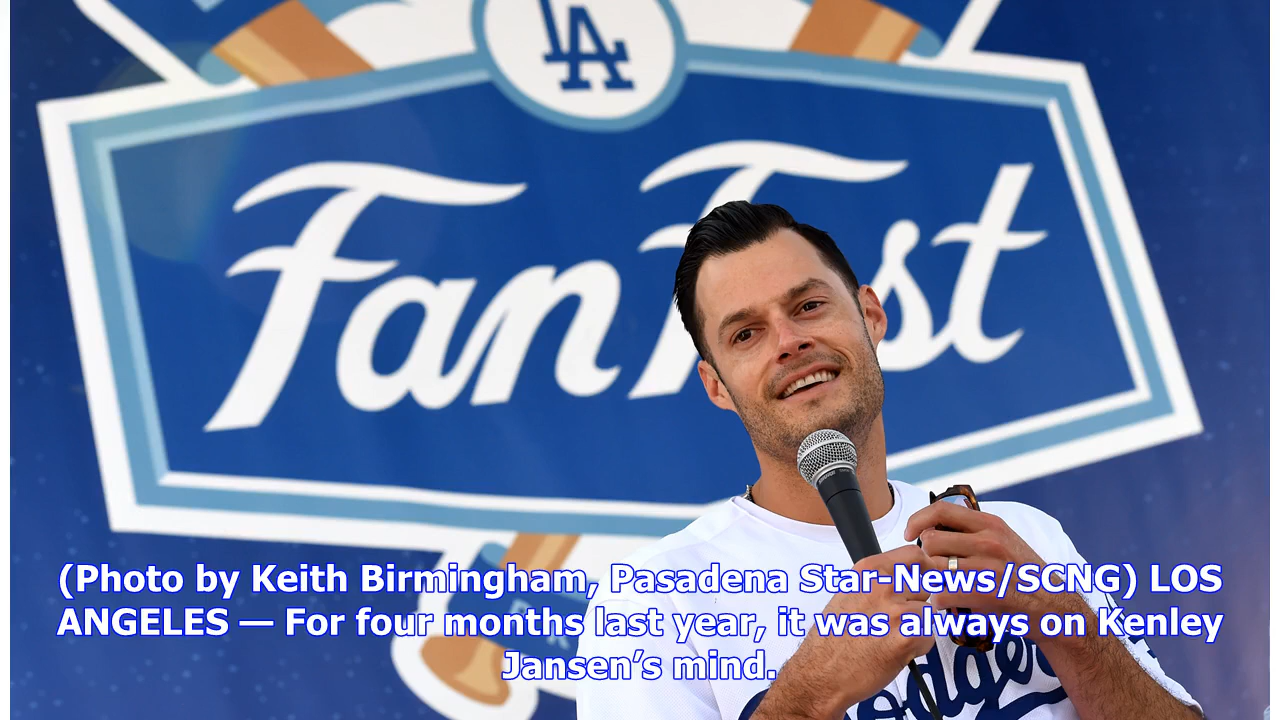 LA
FanFest
(Photo by Keith Birmingham, Pasadena Star-News/SCNG) LOS
ANGELES — For four months last year, it was always on Kenley
Jansen’s mind.
Dodgers